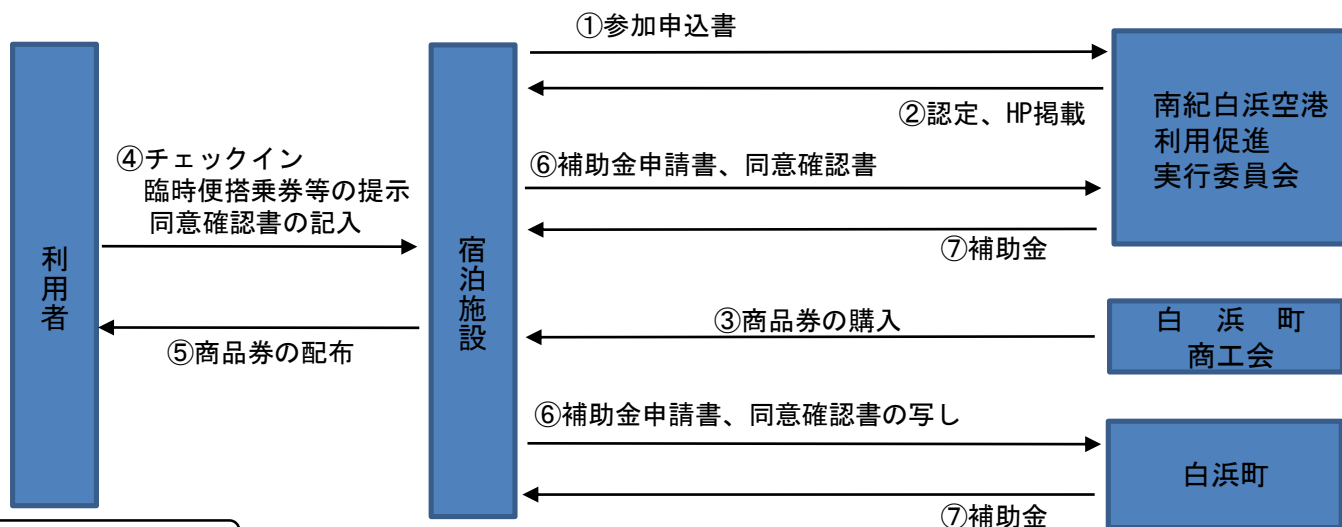 ①参加申込書
②認定、HP掲載
南紀白浜空港
利用促進
実行委員会
④チェックイン
臨時便搭乗券等の提示
同意確認書の記入
⑥補助金申請書、同意確認書
⑦補助金
利用者
宿泊施設
③商品券の購入
白 浜 町
商工会
⑤商品券の配布
⑥補助金申請書、同意確認書の写し
白浜町
⑦補助金